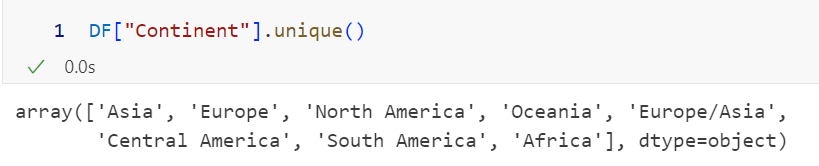 1 DF["Continent"].unique()
0.0s
array(['Asia', 'Europe', 'North America', 'Oceania', 'Europe/Asia',
'Central America', 'South America', 'Africa'], dtype=object)